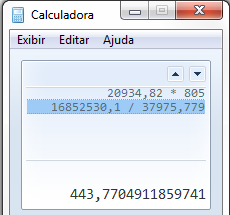 Calculadora
Exibir Editar Ajuda
20934,82 * 805
16852530,1 / 37975,779
443,7704911859741